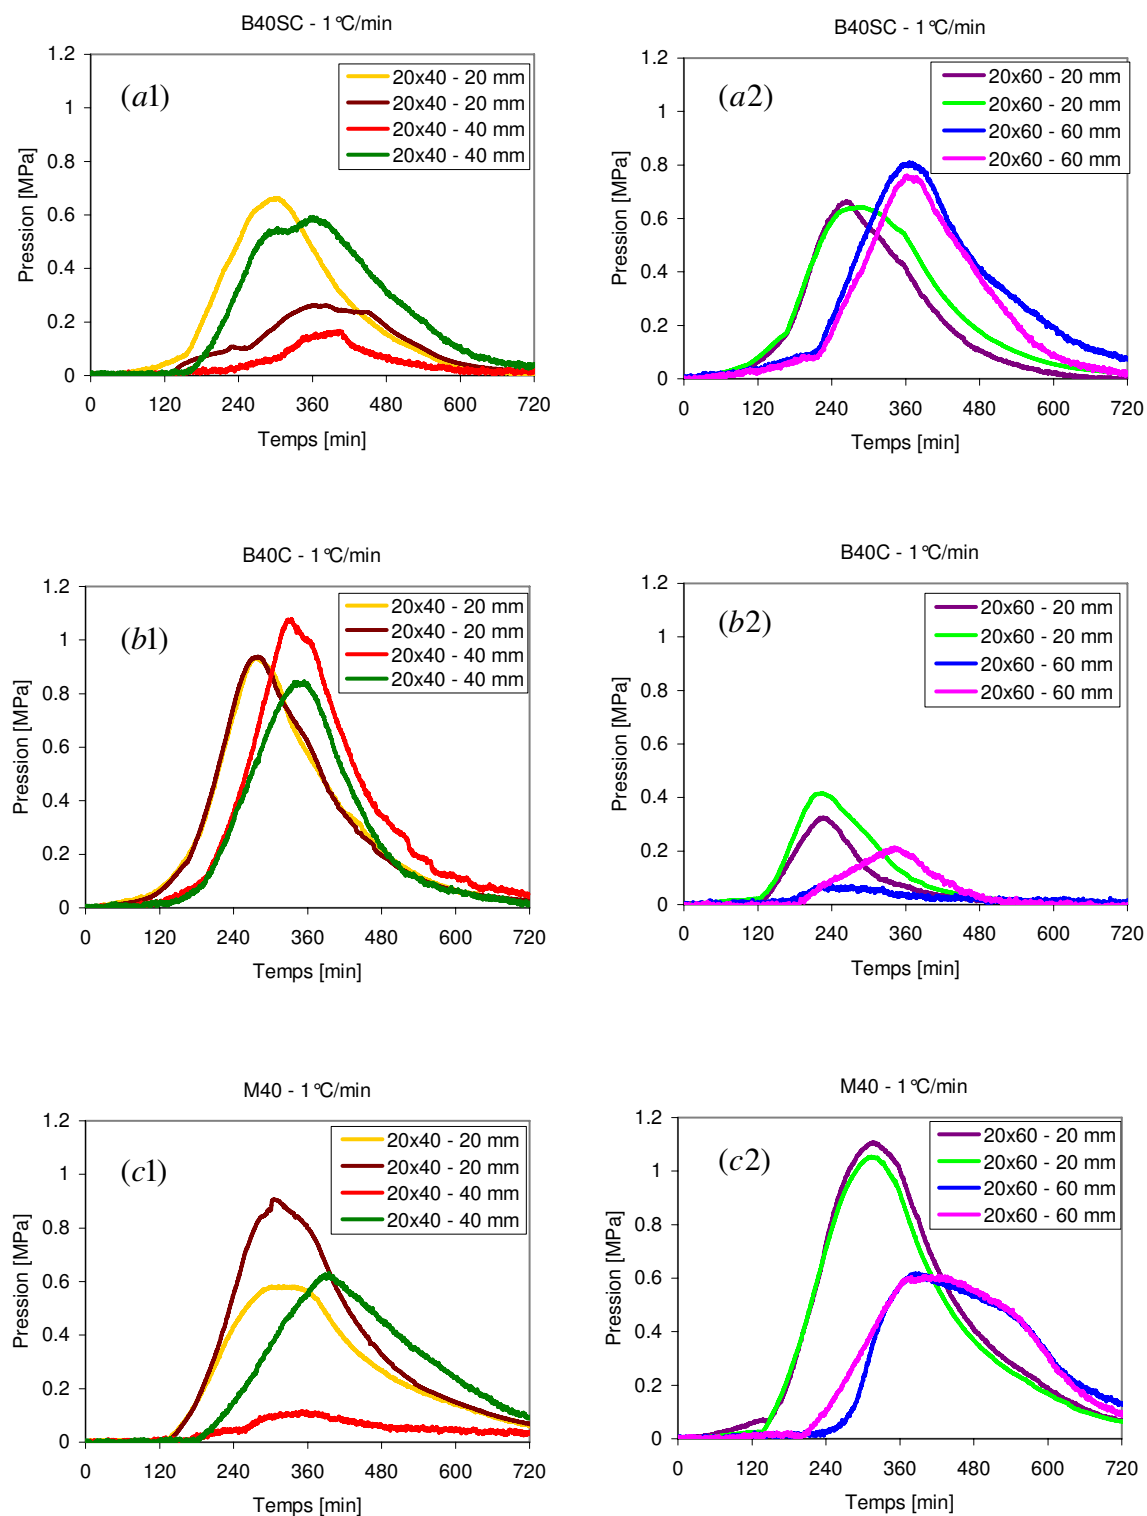 B40SC - 1°C/min
(a1)
20x40 - 20 mm
20x40 - 20 mm
20x40 - 40 mm
20x40 - 40 mm
Pression [MPa]
1.2
1
0.8
0.6
0.4
0.2
0
0 120 240 360 480 600 720
Temps [min]
B40SC - 1°C/min
(a2)
20x60 - 20 mm
20x60 - 20 mm
20x60 - 60 mm
20x60 - 60 mm
Pression [MPa]
1.2
1
0.8
0.6
0.4
0.2
0
0 120 240 360 480 600 720
Temps [min]
B40C - 1°C/min
(b1)
20x40 - 20 mm
20x40 - 20 mm
20x40 - 40 mm
20x40 - 40 mm
Pression [MPa]
1.2
1
0.8
0.6
0.4
0.2
0
0 120 240 360 480 600 720
Temps [min]
B40C - 1°C/min
(b2)
20x60 - 20 mm
20x60 - 20 mm
20x60 - 60 mm
20x60 - 60 mm
Pression [MPa]
1.2
1
0.8
0.6
0.4
0.2
0
0 120 240 360 480 600 720
Temps [min]
M40 - 1°C/min
(c1)
20x40 - 20 mm
20x40 - 20 mm
20x40 - 40 mm
20x40 - 40 mm
Pression [MPa]
1.2
1
0.8
0.6
0.4
0.2
0
0 120 240 360 480 600 720
Temps [min]
M40 - 1°C/min
(c2)
20x60 - 20 mm
20x60 - 20 mm
20x60 - 60 mm
20x60 - 60 mm
Pression [MPa]
1.2
1
0.8
0.6
0.4
0.2
0
0 120 240 360 480 600 720
Temps [min]